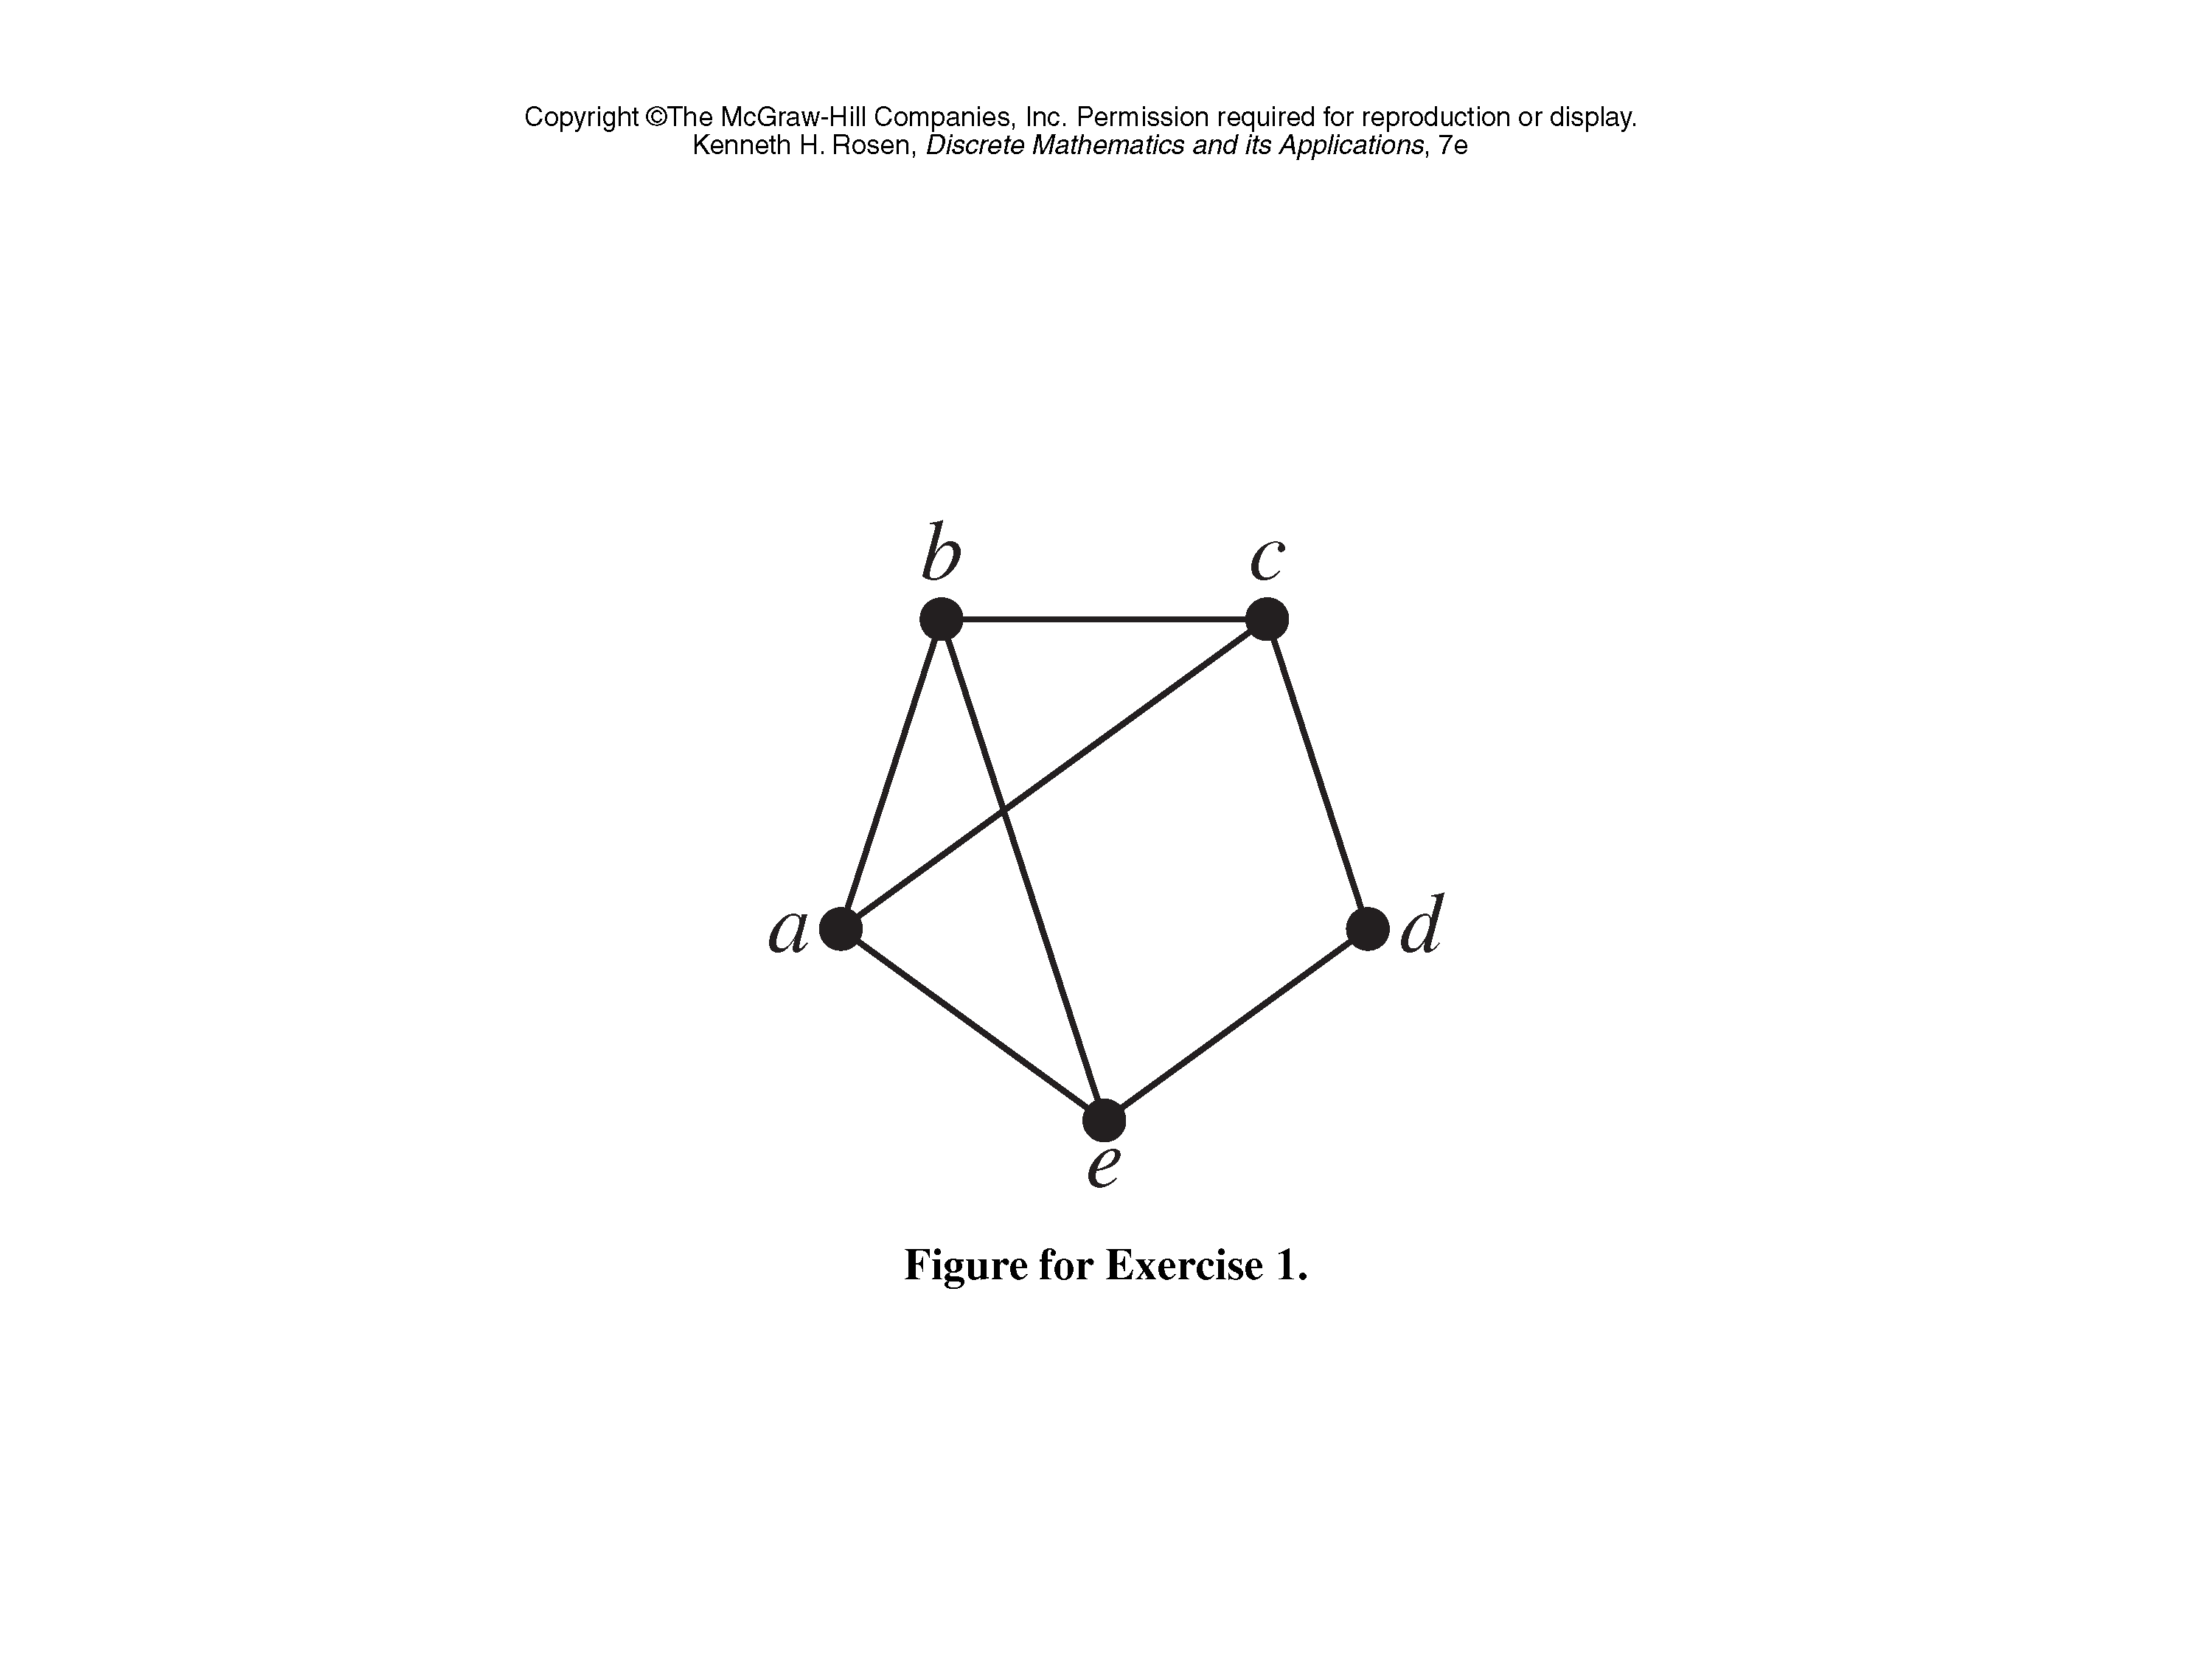 Copyright ©The McGraw-Hill Companies, Inc. Permission required for reproduction or display.
Kenneth H. Rosen, Discrete Mathematics and its Applications, 7e
b
c
a
d
e
Figure for Exercise 1.